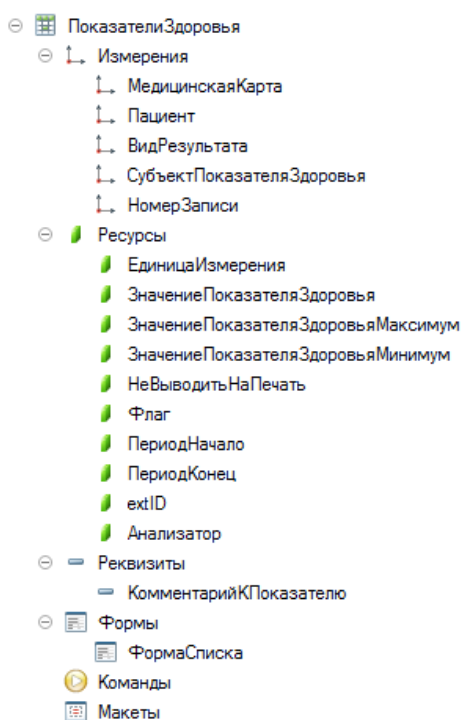 ПоказателиЗдоровья
Измерения
МедицинскаяКарта
Пациент
ВидРезультата
СубъектПоказателяЗдоровья
НомерЗаписи
Ресурсы
ЕдиницаИзмерения
ЗначениеПоказателяЗдоровья
ЗначениеПоказателяЗдоровьяМаксимум
ЗначениеПоказателяЗдоровьяМинимум
НеВыводитьНаПечать
Флаг
ПериодНачало
ПериодКонец
extID
Анализатор
Реквизиты
КомментарийКПоказателю
Формы
ФормаСписка
Команды
Макеты